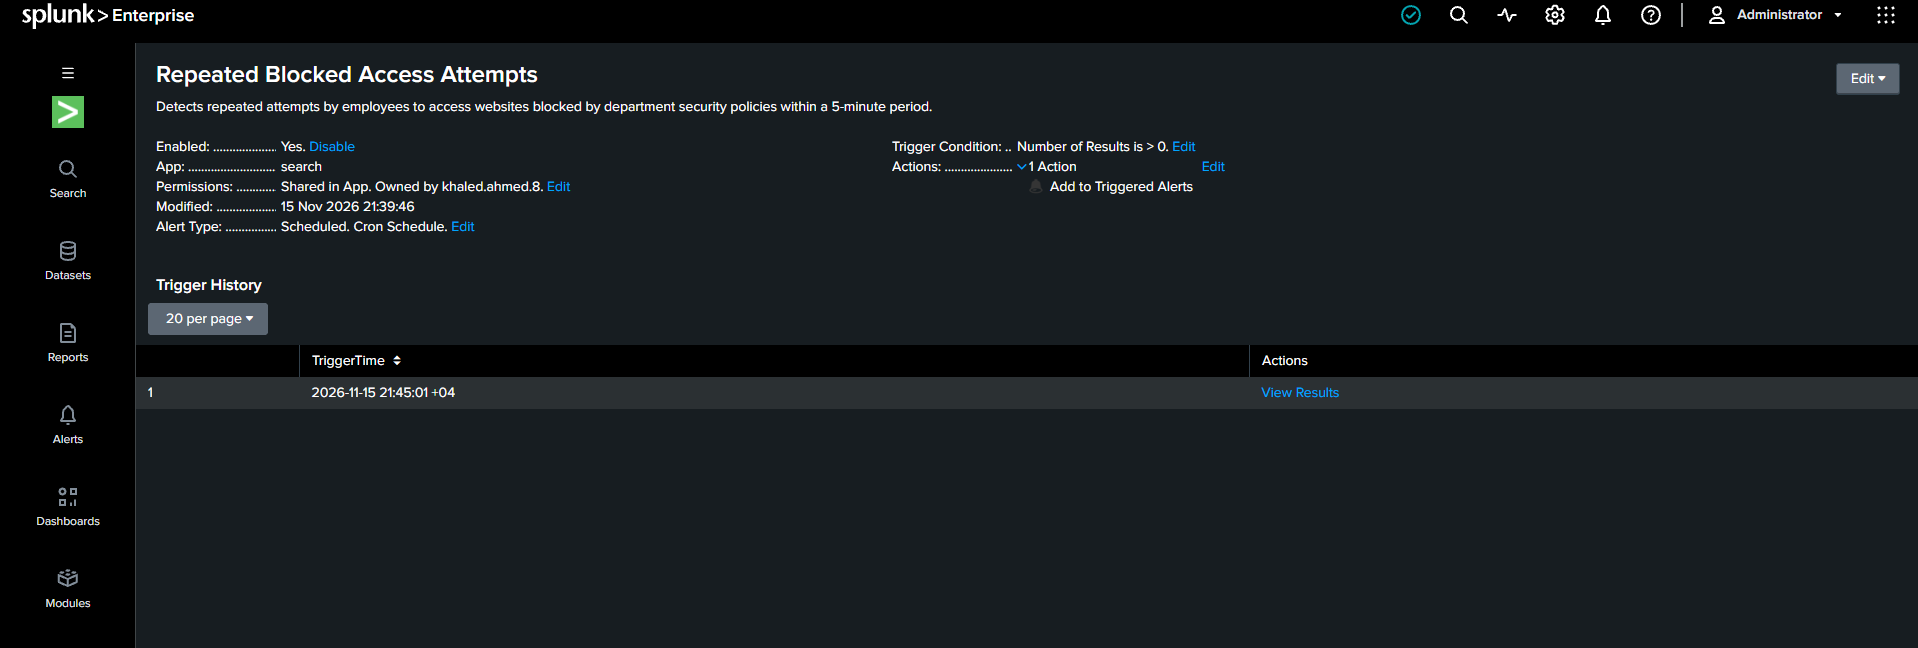 splunk> Enterprise
Administrator
Repeated Blocked Access Attempts
Edit
Detects repeated attempts by employees to access websites blocked by department security policies within a 5-minute period.
Enabled: ................... Yes. Disable
App: .......................... search
Permissions: ............ Shared in App. Owned by khaled.ahmed.8. Edit
Modified: .................. 15 Nov 2026 21:39:46
Alert Type: ............... Scheduled. Cron Schedule. Edit
Trigger Condition: .. Number of Results is > 0. Edit
Actions: .................... 1 Action Edit
Add to Triggered Alerts
Search
Datasets
Reports
Alerts
Dashboards
Modules
Trigger History
20 per page
TriggerTime Actions
1 2026-11-15 21:45:01 +04 View Results